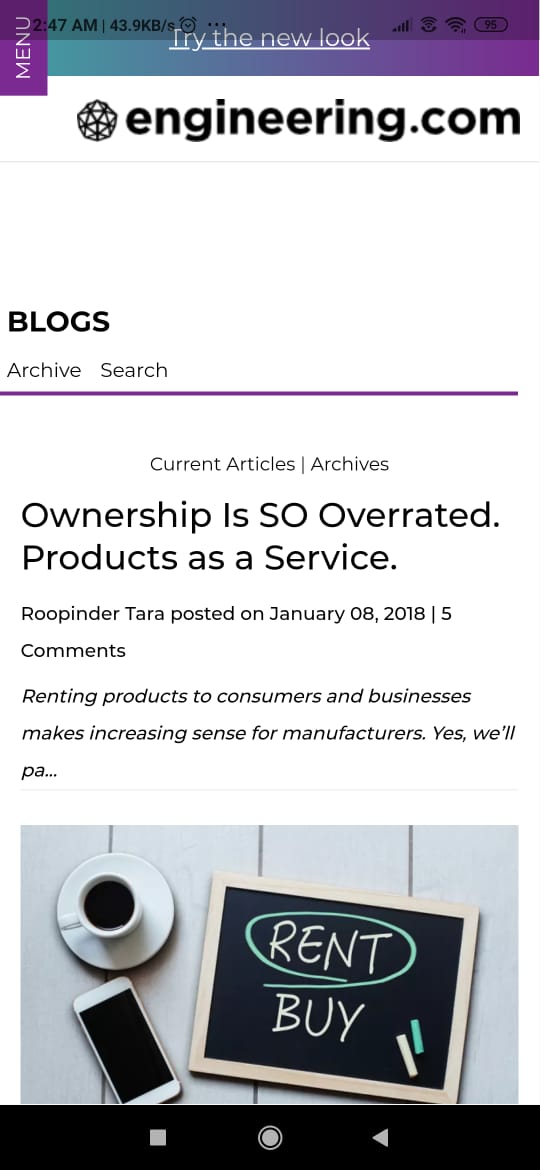 2:47 AM | 43.9KB/s ...
95
MENU
Try the new look
engineering.com
BLOGS
Archive Search
Current Articles | Archives
Ownership Is SO Overrated.
Products as a Service.
Roopinder Tara posted on January 08, 2018 | 5
Comments
Renting products to consumers and businesses
makes increasing sense for manufacturers. Yes, we’ll
pa...
RENT
BUY